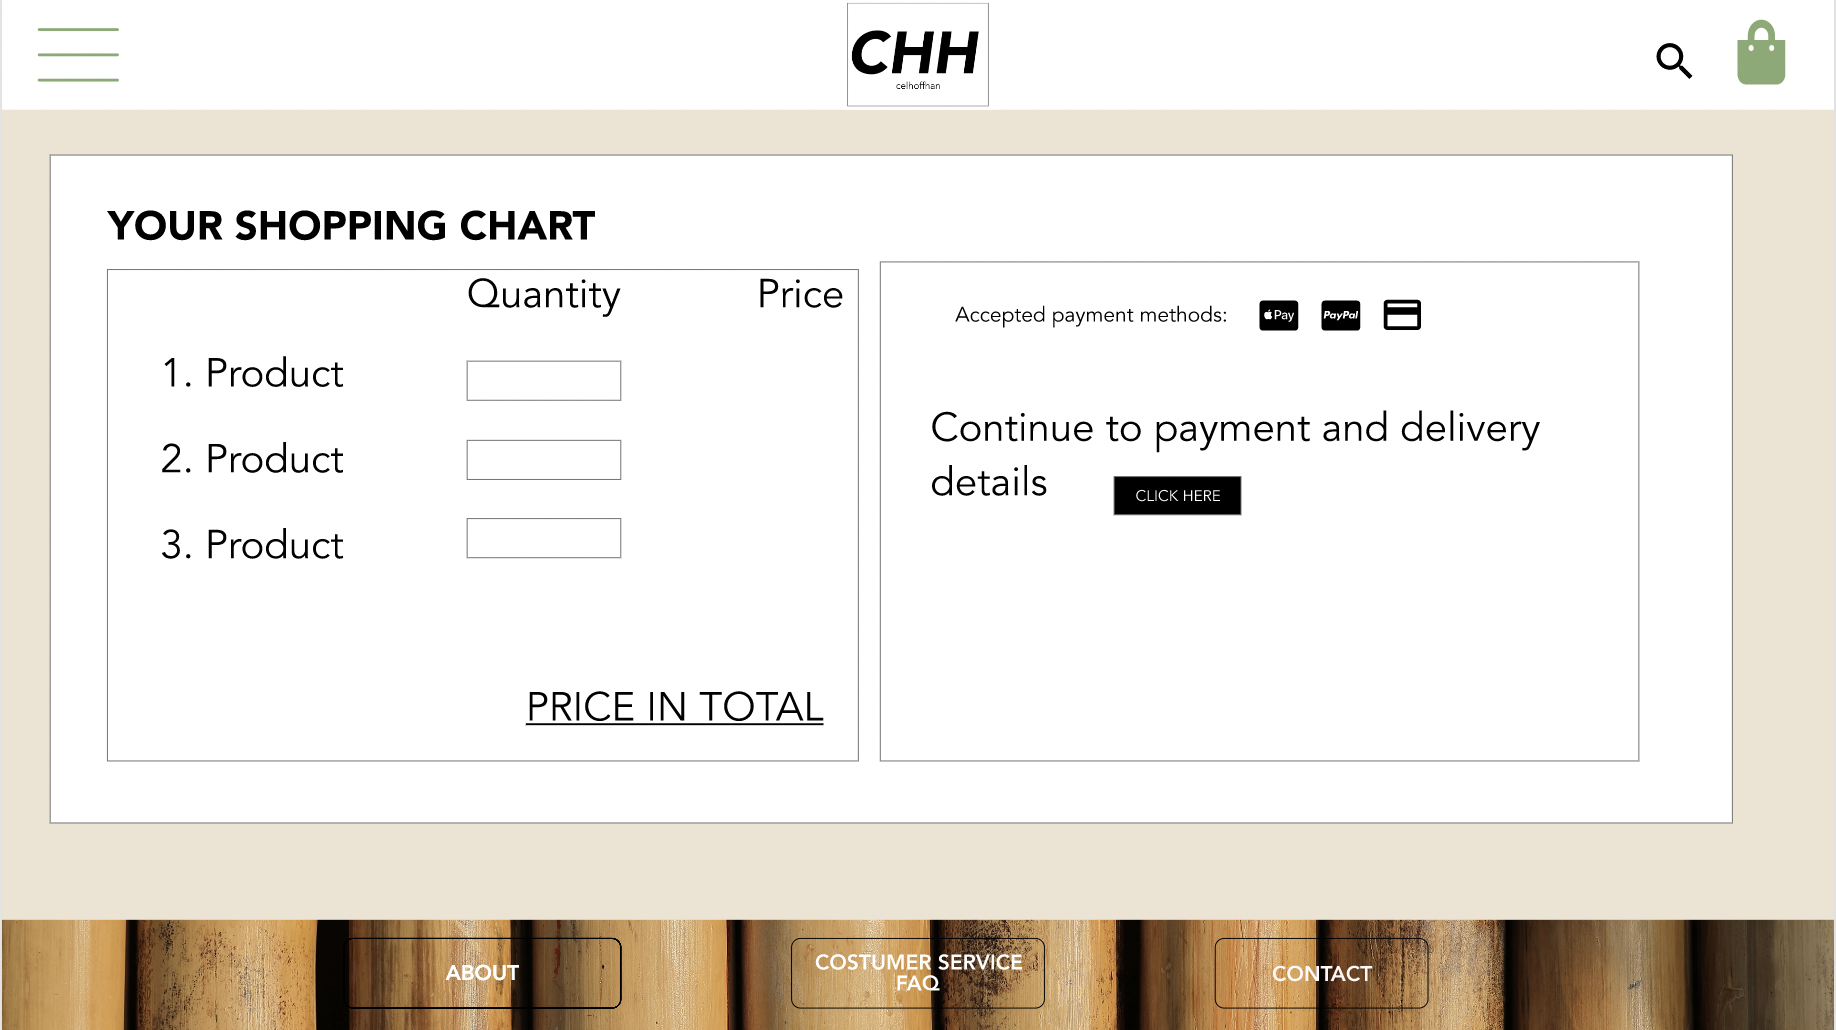 CHH
celhoffhan
YOUR SHOPPING CHART
Quantity Price
1. Product
2. Product
3. Product
PRICE IN TOTAL
Accepted payment methods:
Pay PayPal
Continue to payment and delivery
details
CLICK HERE
ABOUT
COSTUMER SERVICE
FAQ
CONTACT